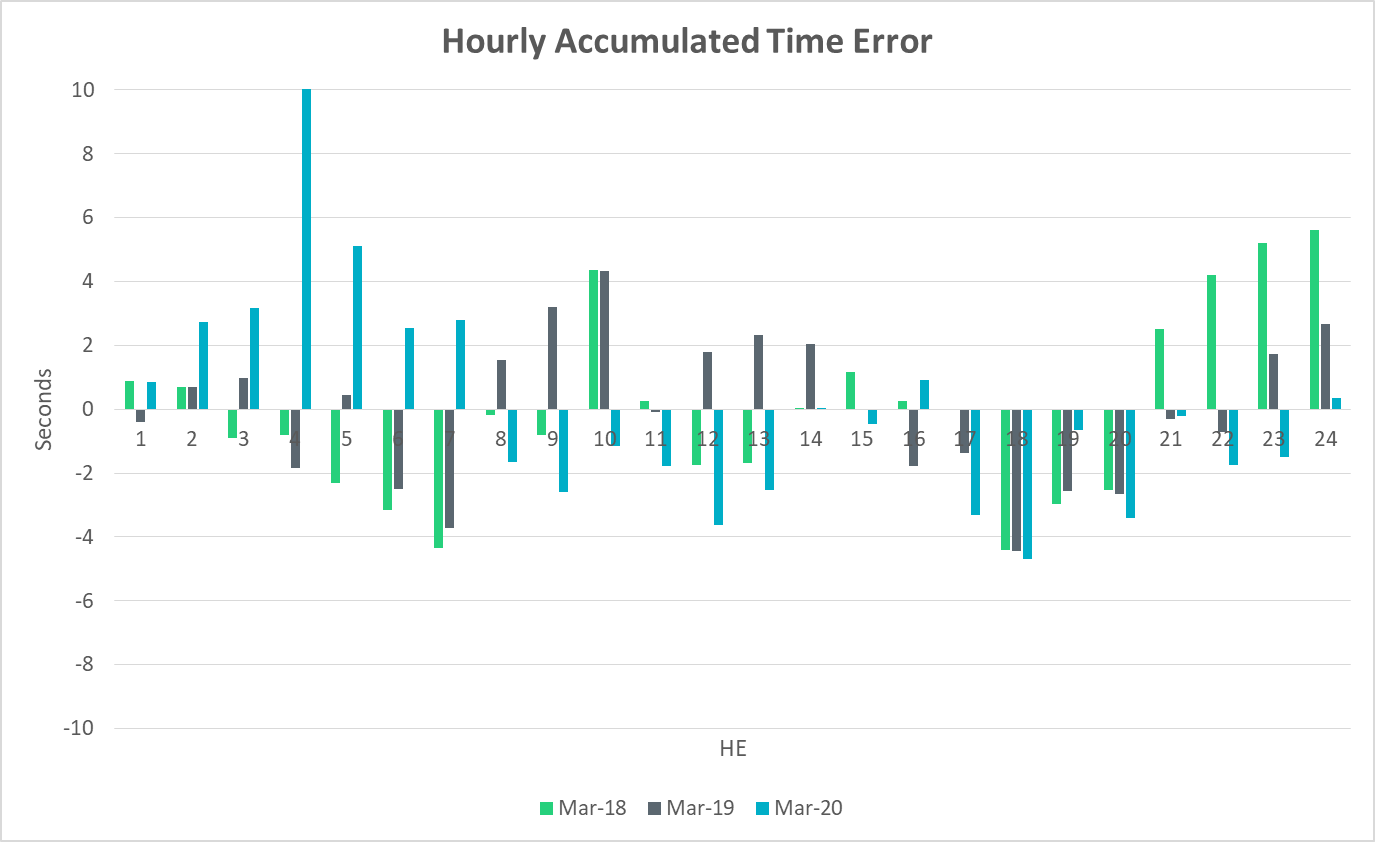 Hourly Accumulated Time Error
10
8
6
4
2
0
-2
-4
-6
-8
-10
Seconds
1 2 3 4 5 6 7 8 9 10 11 12 13 14 15 16 17 18 19 20 21 22 23 24
HE
Mar-18 Mar-19 Mar-20